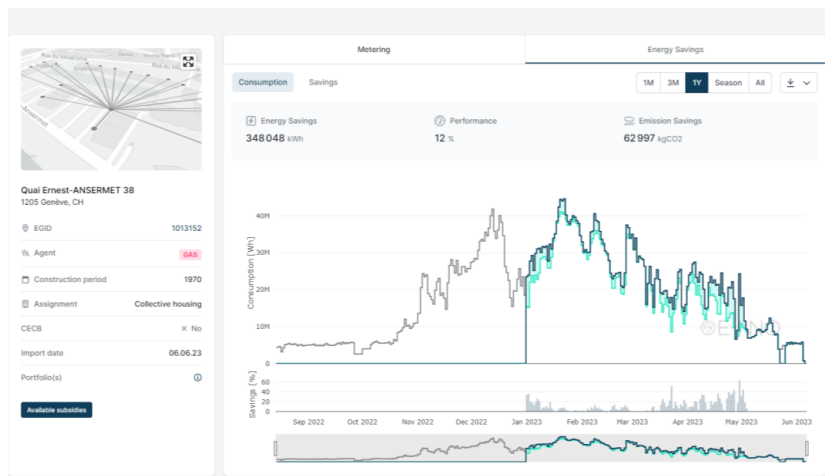 Metering
Energy Savings
Consumption
Savings
1M
3M
1Y
Season
All
Energy Savings
348 048 kWh
Performance
12 %
Emission Savings
62 997 kgCO2
Quai Ernest-ANSERMET 38
1205 Genève, CH
EGID
1013152
Agent
GAS
Construction period
1970
Assignment
Collective housing
CECB
× No
Import date
06.06.23
Portfolio(s)
Available subsidies
Consumption [Wh]
40M
30M
20M
10M
0
Savings [%]
60
40
20
0
Sep 2022
Oct 2022
Nov 2022
Dec 2022
Jan 2023
Feb 2023
Mar 2023
Apr 2023
May 2023
Jun 2023